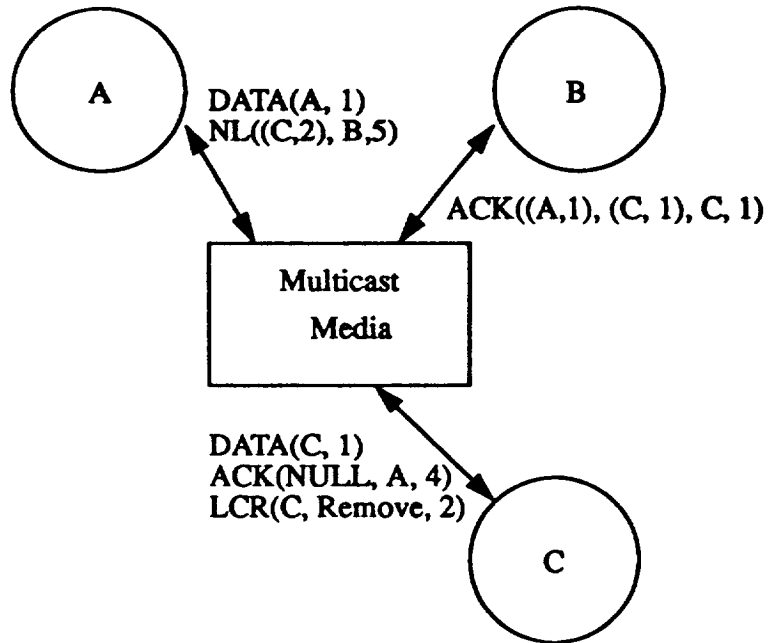 A
B
DATA(A, 1)
NL((C,2), B,5)
ACK((A,1), (C, 1), C, 1)
Multicast
Media
DATA(C, 1)
ACK(NULL, A, 4)
LCR(C, Remove, 2)
C